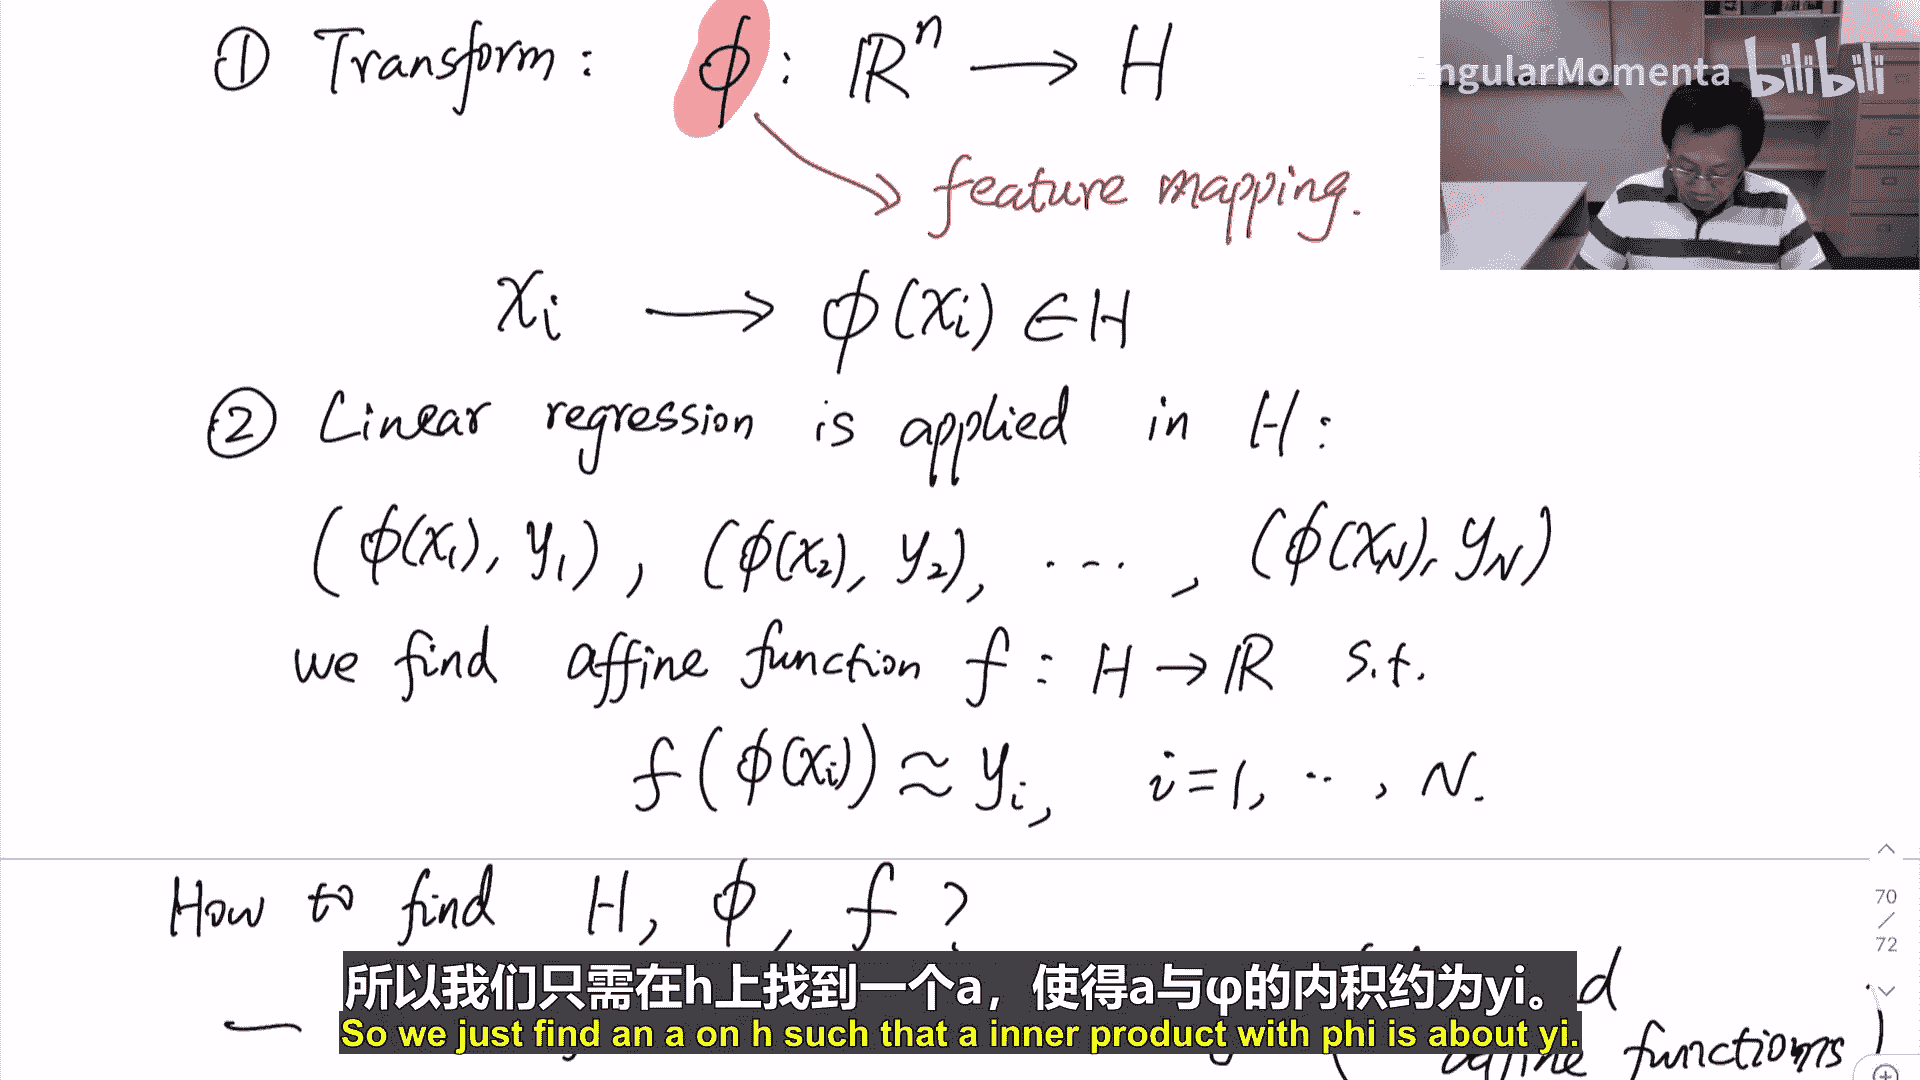 ① Transform : ϕ : ℝⁿ ⟶ H
ngularMomenta bilibili
feature mapping.
xᵢ ⟶ ϕ(xᵢ) ∈ H
② Linear regression is applied in H :
(ϕ(x₁), y₁), (ϕ(x₂), y₂), ⋯, (ϕ(x_N), y_N)
we find affine function f : H → ℝ s.t.
f(ϕ(xᵢ)) ≈ yᵢ, i=1, ⋯, N.
How to find H, ϕ, f ?
70
/
72
所以我们只需在h上找到一个a，使得a与φ的内积约为yi。
So we just find an a on h such that a inner product with phi is about yi.
affine functions)